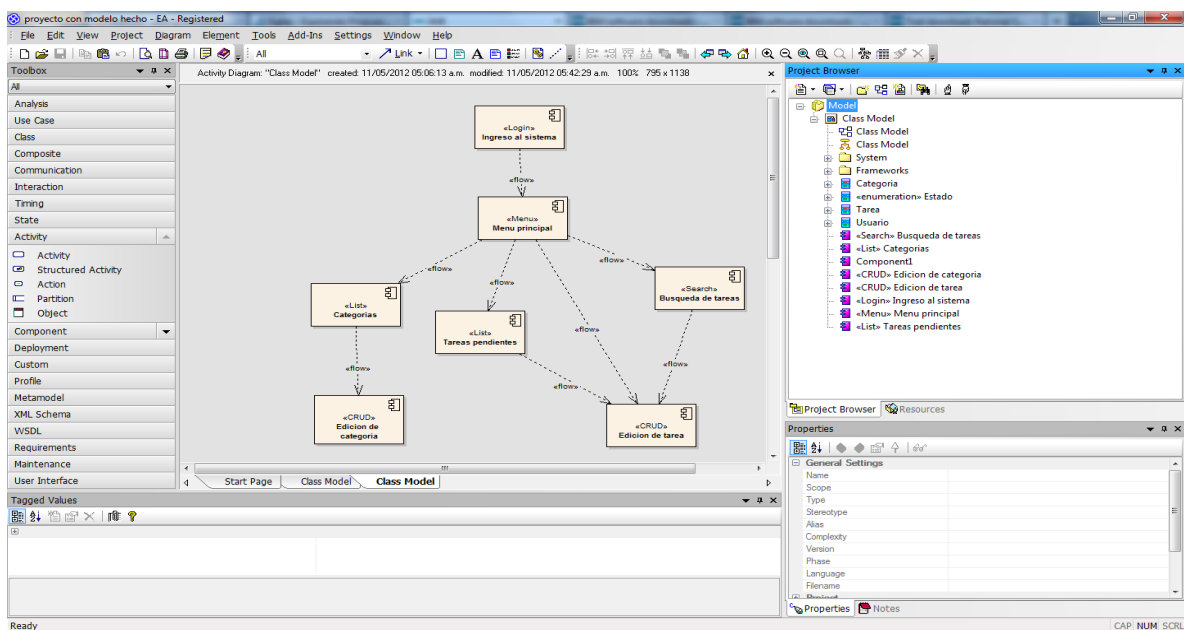 proyecto con modelo hecho - EA - Registered
File Edit View Project Diagram Element Tools Add-Ins Settings Window Help
All Link
Toolbox
Activity Diagram: "Class Model" created: 11/05/2012 05:06:13 a.m. modified: 11/05/2012 05:42:29 a.m. 100% 795 x 1138
Project Browser
All
Analysis
Use Case
Class
Composite
Communication
Interaction
Timing
State
Activity
Activity
Structured Activity
Action
Partition
Object
Component
Deployment
Custom
Profile
Metamodel
XML Schema
WSDL
Requirements
Maintenance
User Interface
«Login»
Ingreso al sistema
«flow»
«Menu»
Menu principal
«flow»
«flow»
«flow»
«flow»
«List»
Categorias
«List»
Tareas pendientes
«Search»
Busqueda de tareas
«flow»
«flow»
«flow»
«CRUD»
Edicion de
categoria
«CRUD»
Edicion de tarea
Start Page Class Model Class Model
Model
Class Model
Class Model
Class Model
System
Frameworks
Categoria
«enumeration» Estado
Tarea
Usuario
«Search» Busqueda de tareas
«List» Categorias
Component1
«CRUD» Edicion de categoria
«CRUD» Edicion de tarea
«Login» Ingreso al sistema
«Menu» Menu principal
«List» Tareas pendientes
Project Browser Resources
Properties
General Settings
Name
Scope
Type
Stereotype
Alias
Complexity
Version
Phase
Language
Filename
Project
Properties Notes
Tagged Values
Ready
CAP NUM SCRL